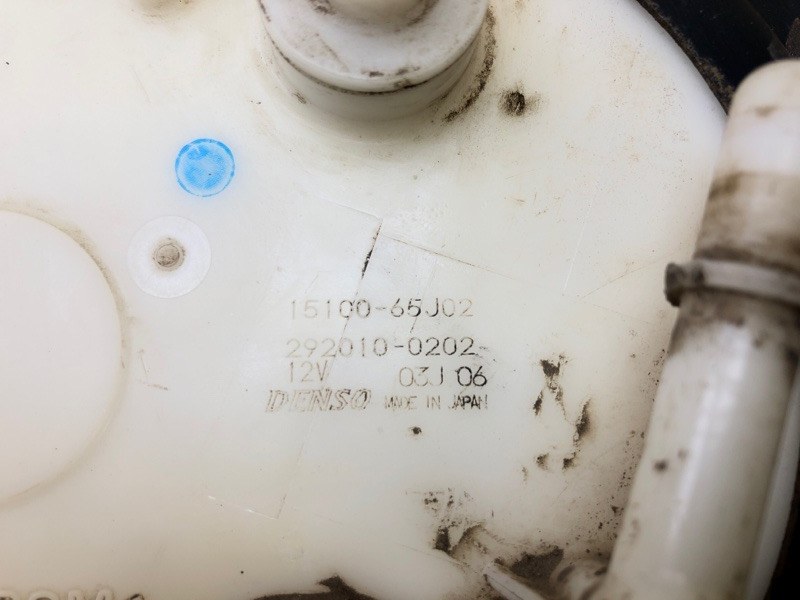 15100-65J02
292010-0202
12V 03J 06
DENSO MADE IN JAPAN